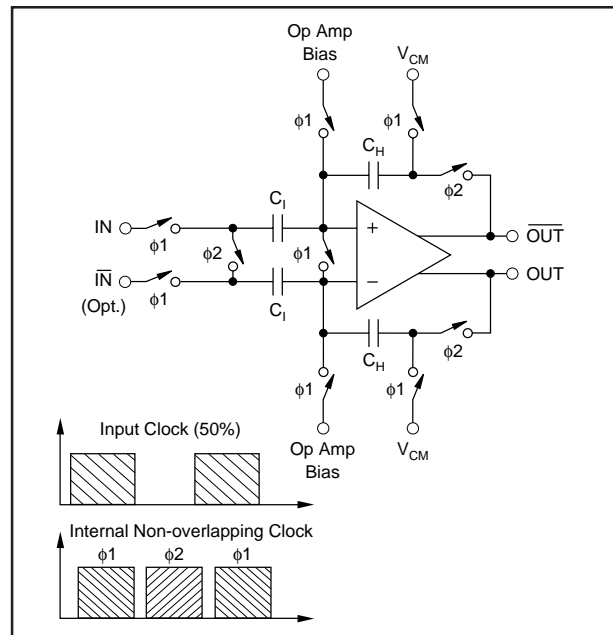 Op Amp
Bias
V_CM
ϕ1
ϕ1
C_H
ϕ2
C_I
IN
ϕ1
ϕ2
ϕ1
+
OUT
IN
(Opt.)
ϕ1
C_I
–
OUT
C_H
ϕ2
ϕ1
ϕ1
Op Amp
Bias
V_CM
Input Clock (50%)
Internal Non-overlapping Clock
ϕ1 ϕ2 ϕ1